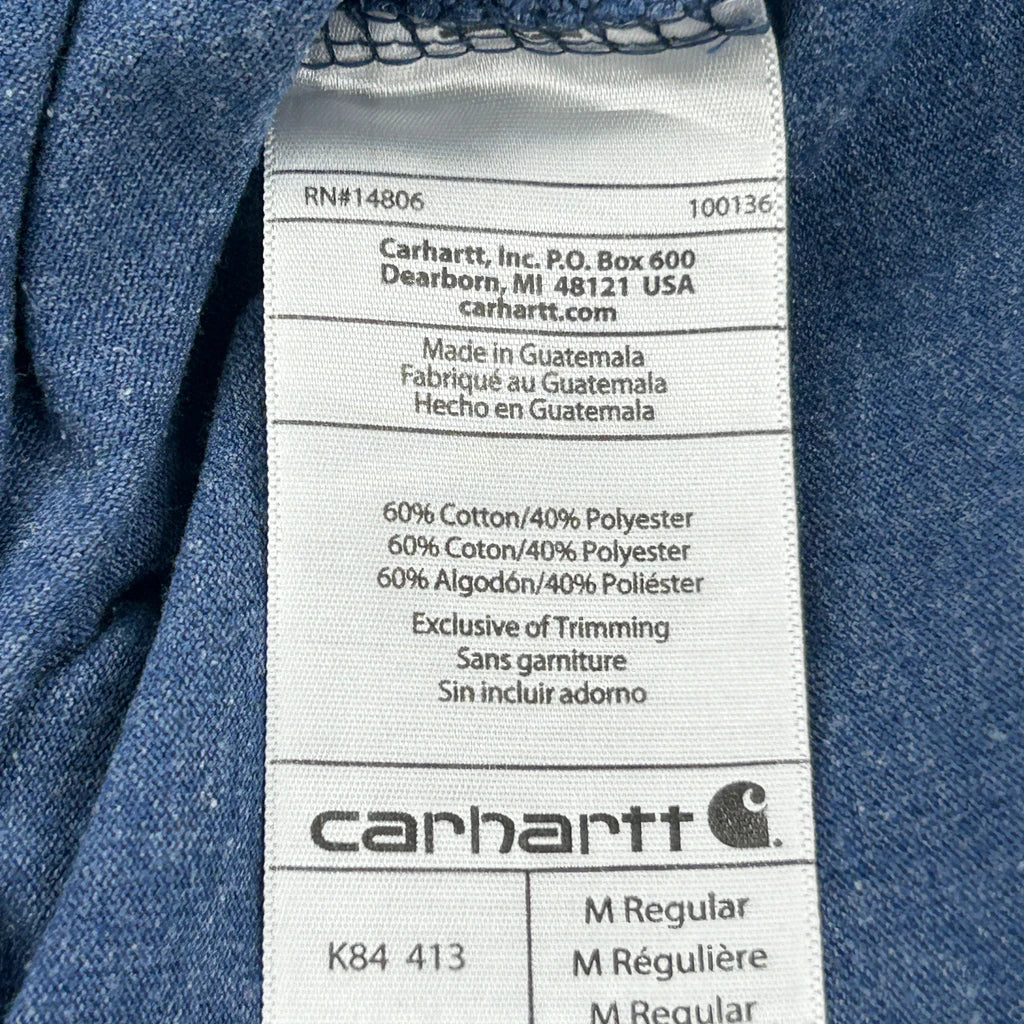 RN#14806 100136
Carhartt, Inc. P.O. Box 600
Dearborn, MI 48121 USA
carhartt.com
Made in Guatemala
Fabriqué au Guatemala
Hecho en Guatemala
60% Cotton/40% Polyester
60% Coton/40% Polyester
60% Algodón/40% Poliéster
Exclusive of Trimming
Sans garniture
Sin incluir adorno
carhartt
K84 413
M Regular
M Régulière
M Regular